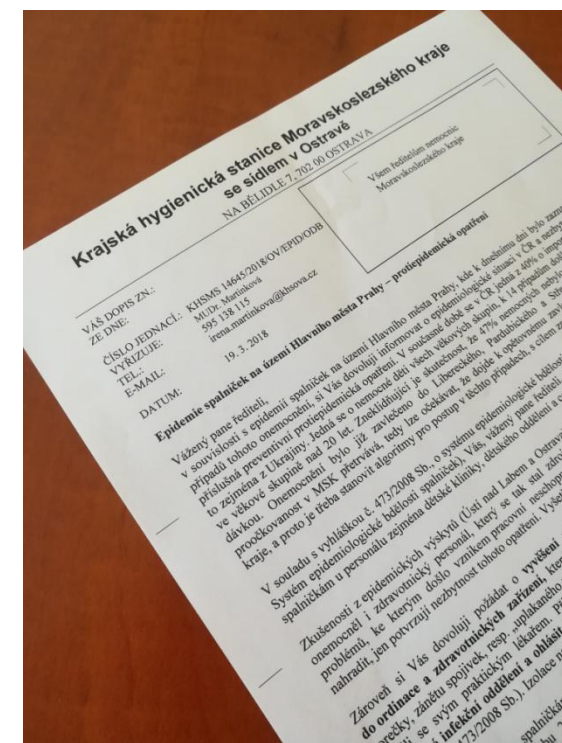 Krajská hygienická stanice Moravskoslezského kraje
se sídlem v Ostravě
NA BĚLIDLE 7, 702 00 OSTRAVA
Všem ředitelům nemocnic
Moravskoslezského kraje
VÁŠ DOPIS ZN.:
ZE DNE:
ČÍSLO JEDNACÍ.: KHSMS 14645/2018/OV/EPID/ODB
VYŘIZUJE: MUDr. Martinková
TEL.: 595 138 115
E-MAIL: irena.martinkova@khsova.cz
DATUM: 19. 3. 2018
Epidemie spalniček na území Hlavního města Prahy – protiepidemická opatření
Vážený pane řediteli,
v souvislosti s epidemií spalniček na území Hlavního města Prahy, kde k dnešnímu dni bylo
případů tohoto onemocnění, si Vás dovoluji informovat o epidemiologické situaci v ČR a
příslušná preventivní protiepidemická opatření. V současné době se v ČR jedná z 40% o
to zejména z Ukrajiny. Jedná se o nemocné děti všech věkových skupin, k 14 případům
ve věkové skupině nad 20 let. Zneklidňující je skutečnost, že 47% nemocných
dávkou. Onemocnění bylo již zavlečeno do Libereckého, Pardubického a
proočkovanost v MSK přetrvává, tedy lze očekávat, že dojde k opětovnému
kraje, a proto je třeba stanovit algoritmy pro postup v těchto případech, s cílem
V souladu s vyhláškou č. 473/2008 Sb., o systému epidemiologické bdělosti
Systém epidemiologické bdělosti spalniček), Vás, vážený pane řediteli
spalničkám u personálu zejména dětské kliniky, dětského oddělení a
Zkušenosti z epidemických výskytů (Ústí nad Labem a
onemocněl i zdravotnický personál, který se tak stal
problémů, ke kterým došlo vznikem pracovní
nahradit, jen potvrzují nezbytnost tohoto opatření.
Zároveň si Vás dovoluji požádat o vyvěšení
do ordinace a zdravotnických zařízení,
horečky, zánětu spojivek, resp. „uplakaného
se svým praktickým lékařem.
infekční oddělení a ohlásit
473/2008 Sb.). Izolace
spalničkám